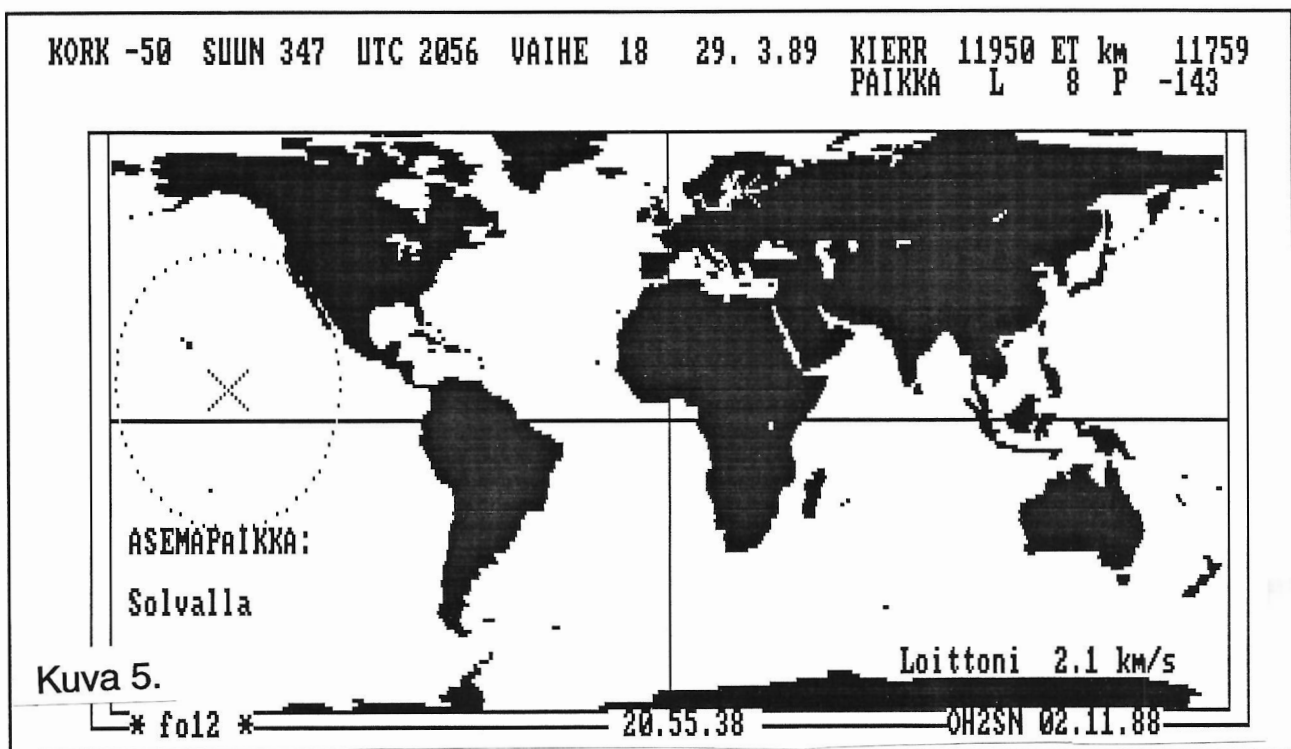 KORK -50 SUUN 347 UTC 2056 VAIHE 18 29. 3.89 KIERR 11950 ET km 11759
PAIKKA L 8 P -143
ASEMAPAIKKA:
Solvalla
Loittoni 2.1 km/s
Kuva 5.
* fo12 * 20.55.38 OH2SN 02.11.88